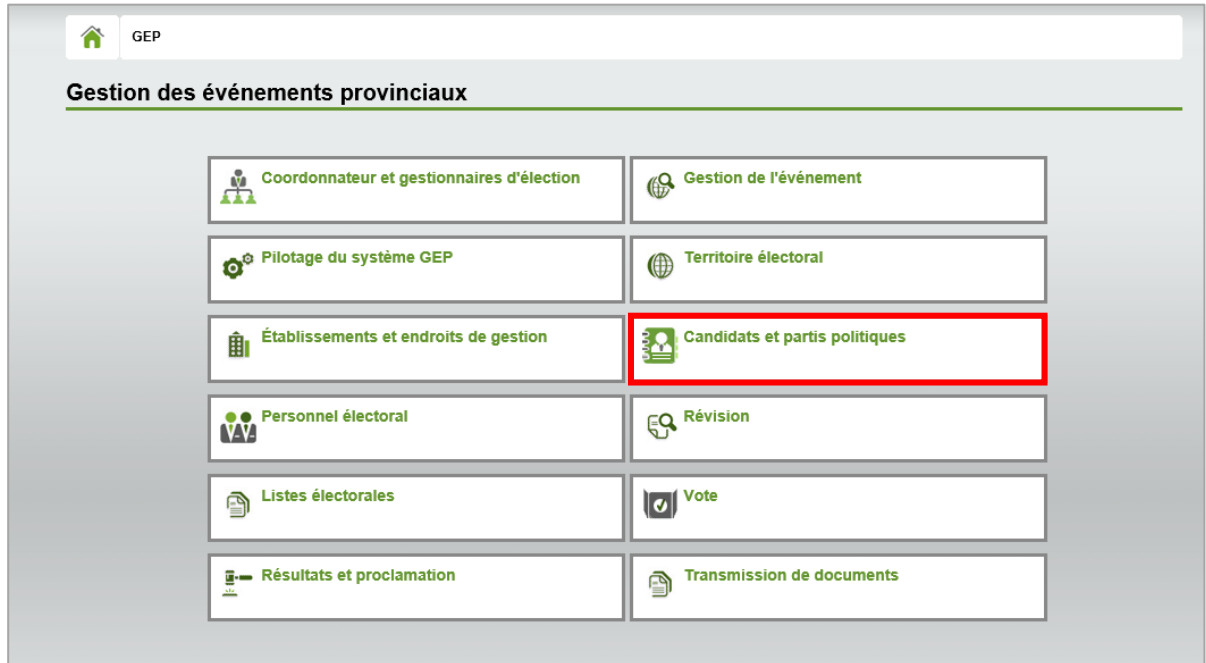 GEP
Gestion des événements provinciaux
Coordonnateur et gestionnaires d'élection
Gestion de l'événement
Pilotage du système GEP
Territoire électoral
Établissements et endroits de gestion
Candidats et partis politiques
Personnel électoral
Révision
Listes électorales
Vote
Résultats et proclamation
Transmission de documents